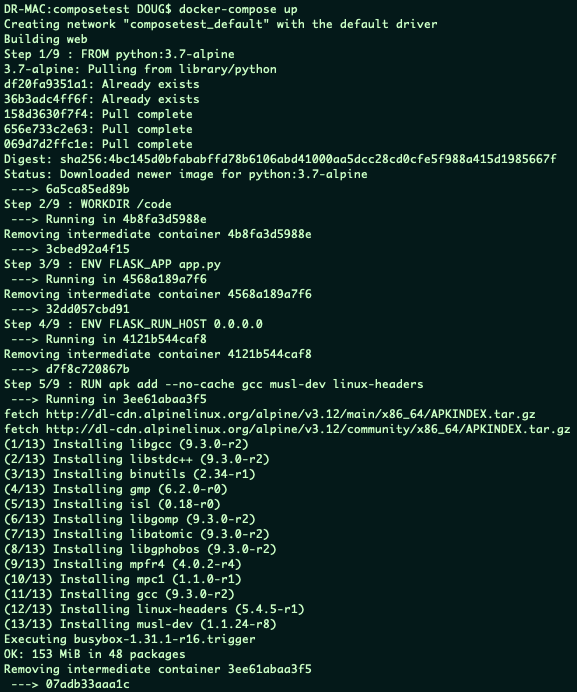 DR-MAC:composetest DOUG$ docker-compose up
Creating network "composetest_default" with the default driver
Building web
Step 1/9 : FROM python:3.7-alpine
3.7-alpine: Pulling from library/python
df20fa9351a1: Already exists
36b3adc4ff6f: Already exists
158d3630f7f4: Pull complete
656e733c2e63: Pull complete
069d7d2ffc1e: Pull complete
Digest: sha256:4bc145d0bfababffd78b6106abd41000aa5dcc28cd0cfe5f988a415d1985667f
Status: Downloaded newer image for python:3.7-alpine
 ---> 6a5ca85ed89b
Step 2/9 : WORKDIR /code
 ---> Running in 4b8fa3d5988e
Removing intermediate container 4b8fa3d5988e
 ---> 3cbed92a4f15
Step 3/9 : ENV FLASK_APP app.py
 ---> Running in 4568a189a7f6
Removing intermediate container 4568a189a7f6
 ---> 32dd057cbd91
Step 4/9 : ENV FLASK_RUN_HOST 0.0.0.0
 ---> Running in 4121b544caf8
Removing intermediate container 4121b544caf8
 ---> d7f8c720867b
Step 5/9 : RUN apk add --no-cache gcc musl-dev linux-headers
 ---> Running in 3ee61abaa3f5
fetch http://dl-cdn.alpinelinux.org/alpine/v3.12/main/x86_64/APKINDEX.tar.gz
fetch http://dl-cdn.alpinelinux.org/alpine/v3.12/community/x86_64/APKINDEX.tar.gz
(1/13) Installing libgcc (9.3.0-r2)
(2/13) Installing libstdc++ (9.3.0-r2)
(3/13) Installing binutils (2.34-r1)
(4/13) Installing gmp (6.2.0-r0)
(5/13) Installing isl (0.18-r0)
(6/13) Installing libgomp (9.3.0-r2)
(7/13) Installing libatomic (9.3.0-r2)
(8/13) Installing libgphobos (9.3.0-r2)
(9/13) Installing mpfr4 (4.0.2-r4)
(10/13) Installing mpc1 (1.1.0-r1)
(11/13) Installing gcc (9.3.0-r2)
(12/13) Installing linux-headers (5.4.5-r1)
(13/13) Installing musl-dev (1.1.24-r8)
Executing busybox-1.31.1-r16.trigger
OK: 153 MiB in 48 packages
Removing intermediate container 3ee61abaa3f5
 ---> 07adb33aaa1c